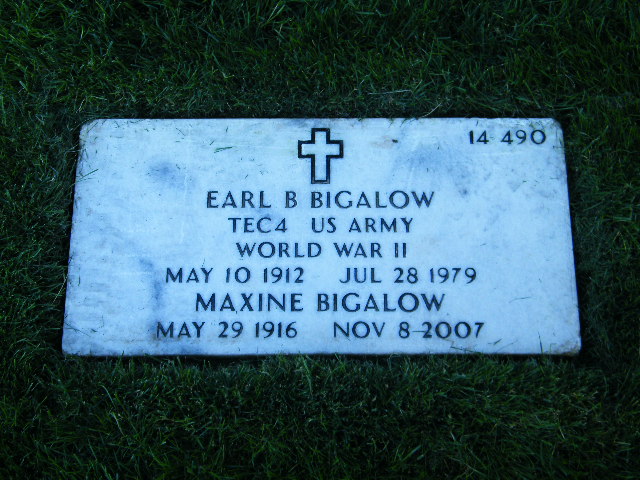 14 490
EARL B BIGALOW
TEC4 US ARMY
WORLD WAR II
MAY 10 1912 JUL 28 1979
MAXINE BIGALOW
MAY 29 1916 NOV 8 2007